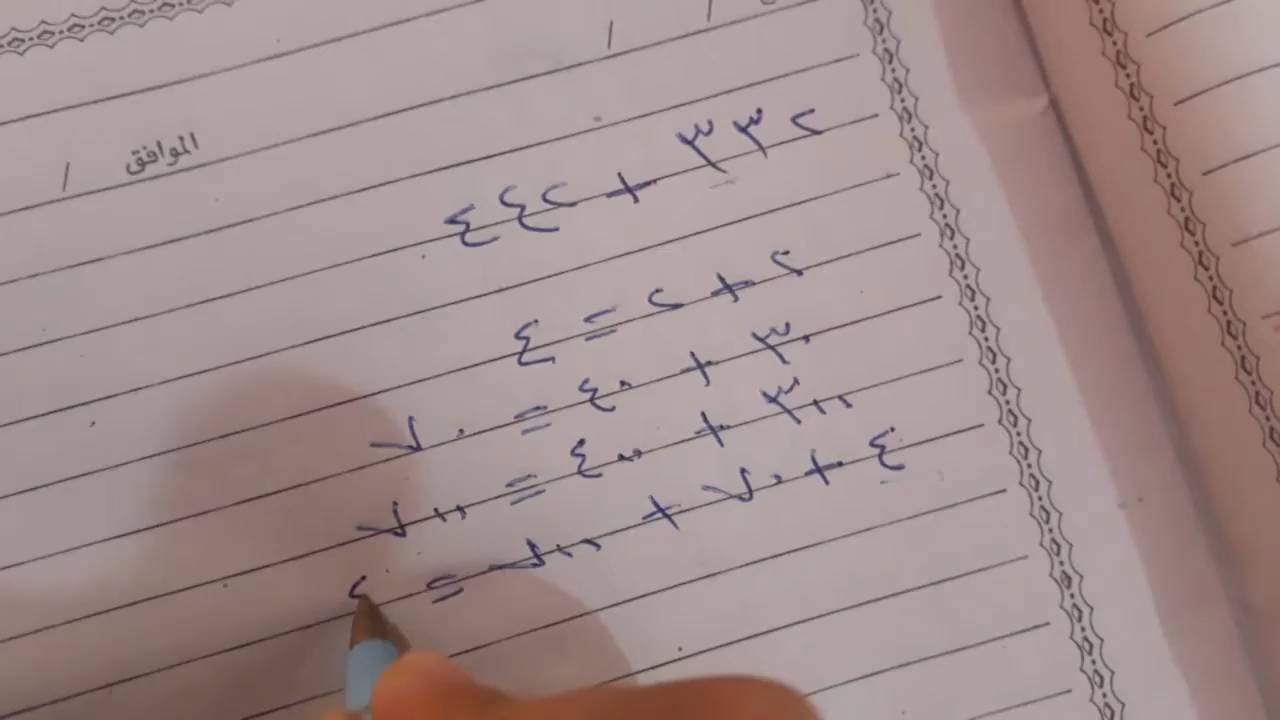 / / الموافق /
٣٣٢ + ٤٤٢
٢ + ٢ = ٤
٣٠ + ٤٠ = ٧٠
٣٠٠ + ٤٠٠ = ٧٠٠
٤ + ٧٠ + ٧٠٠ =